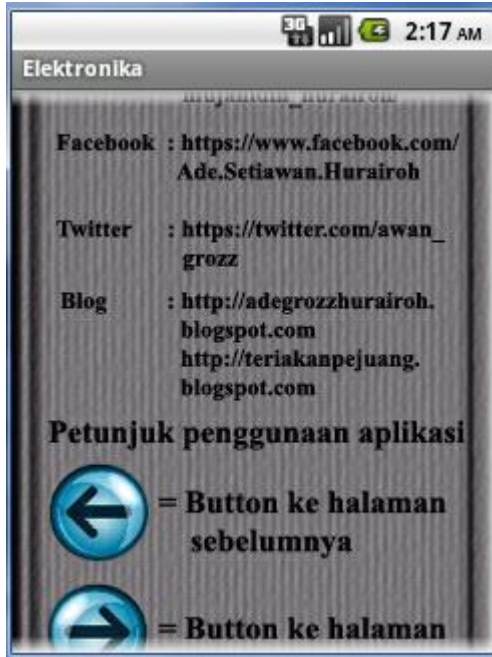 3G 2:17 AM
Elektronika
Facebook : https://www.facebook.com/
Ade.Setiawan.Hurairoh
Twitter : https://twitter.com/awan_
grozz
Blog : http://adegrozzhurairoh.
blogspot.com
http://teriakanpejuang.
blogspot.com
Petunjuk penggunaan aplikasi
= Button ke halaman
sebelumnya
= Button ke halaman